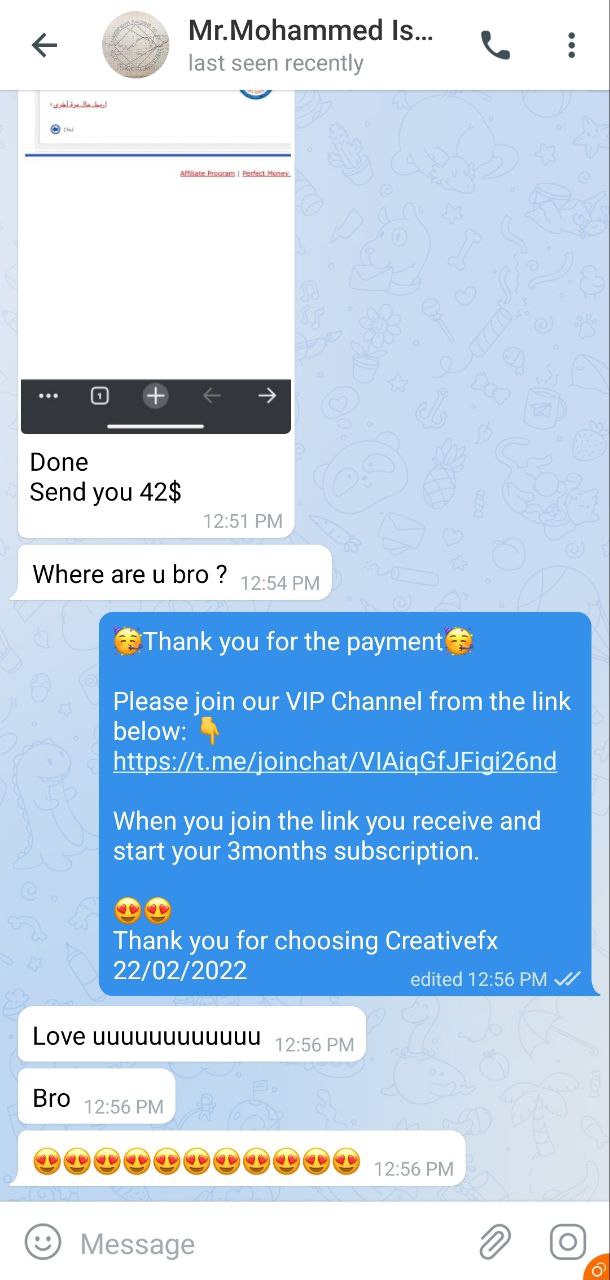 Mr.Mohammed Is...
last seen recently
ارسل مال مرة أخرى
Affiliate Program | Perfect Money
1
Done
Send you 42$
12:51 PM
Where are u bro ? 12:54 PM
🥳Thank you for the payment🥳
Please join our VIP Channel from the link
below: 👇
https://t.me/joinchat/VIAiqGfJFigi26nd
When you join the link you receive and
start your 3months subscription.
😍😍
Thank you for choosing Creativefx
22/02/2022
edited 12:56 PM
Love uuuuuuuuuuuu 12:56 PM
Bro 12:56 PM
😍😍😍😍😍😍😍😍😍😍😍 12:56 PM
Message